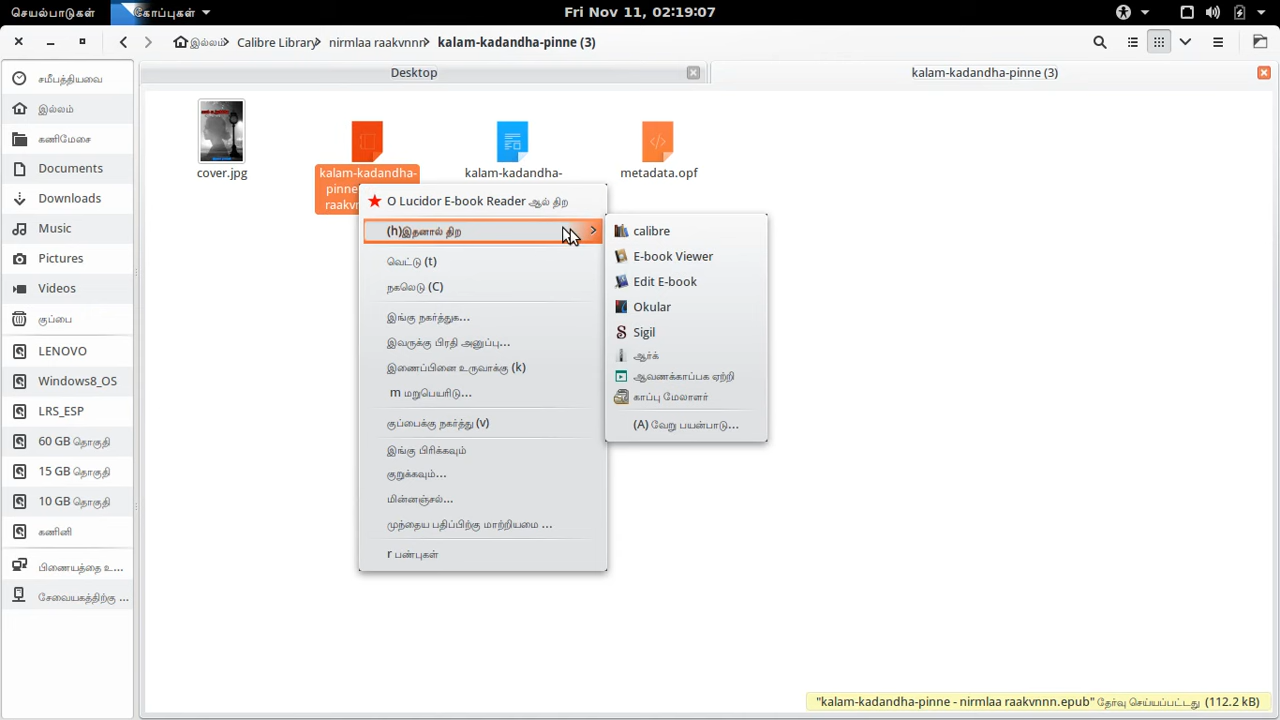 செயல்பாடுகள்
கோப்புகள்
Fri Nov 11, 02:19:07
இல்லம்
Calibre Library
nirmlaa raakvnnn
kalam-kadandha-pinne (3)
Desktop
kalam-kadandha-pinne (3)
சமீபத்தியவை
இல்லம்
கணிமேசை
Documents
Downloads
Music
Pictures
Videos
குப்பை
LENOVO
Windows8_OS
LRS_ESP
60 GB தொகுதி
15 GB தொகுதி
10 GB தொகுதி
கணினி
பிணையத்தை உ...
சேவையகத்திற்கு ...
cover.jpg
kalam-kadandha-
pinne
raakvn
kalam-kadandha-
metadata.opf
O Lucidor E-book Reader ஆல் திற
(h)இதனால் திற
வெட்டு (t)
நகலெடு (C)
இங்கு நகர்த்துக...
இவருக்கு பிரதி அனுப்பு...
இணைப்பினை உருவாக்கு (k)
m மறுபெயரிடு...
குப்பைக்கு நகர்த்து (v)
இங்கு பிரிக்கவும்
குறுக்கவும்...
மின்னஞ்சல்...
முந்தைய பதிப்பிற்கு மாற்றியமை ...
r பண்புகள்
calibre
E-book Viewer
Edit E-book
Okular
Sigil
ஆர்க்
ஆவணக்காப்பக ஏற்றி
காப்பு மேலாளர்
(A) வேறு பயன்பாடு...
"kalam-kadandha-pinne - nirmlaa raakvnnn.epub" தேர்வு செய்யப்பட்டது (112.2 kB)